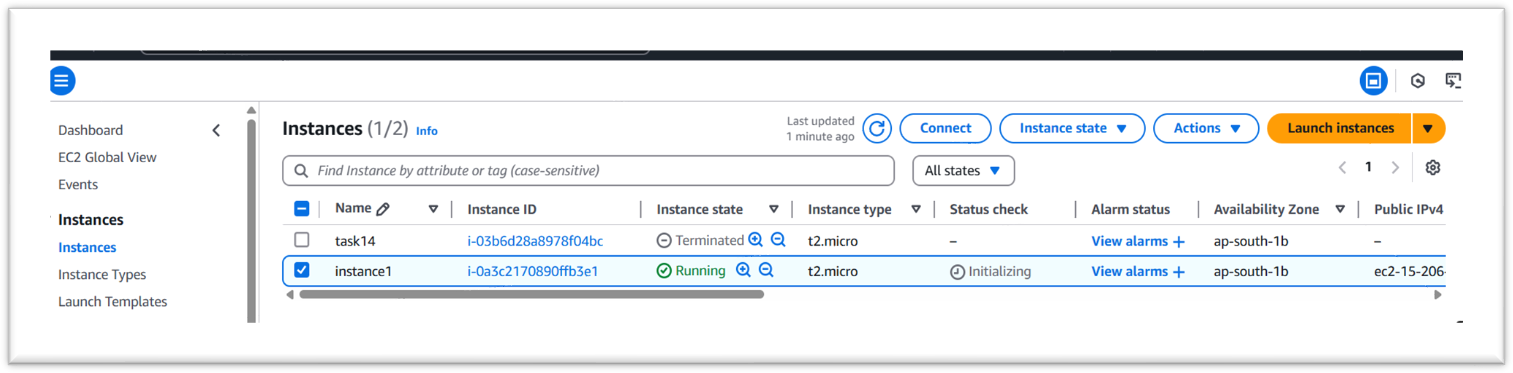 Dashboard
EC2 Global View
Events
Instances
Instances
Instance Types
Launch Templates
Instances (1/2) Info
Last updated
1 minute ago
Connect
Instance state
Actions
Launch instances
Find Instance by attribute or tag (case-sensitive)
All states
1
Name Instance ID Instance state Instance type Status check Alarm status Availability Zone Public IPv4
task14 i-03b6d28a8978f04bc Terminated t2.micro – View alarms + ap-south-1b –
instance1 i-0a3c2170890ffb3e1 Running t2.micro Initializing View alarms + ap-south-1b ec2-15-206-